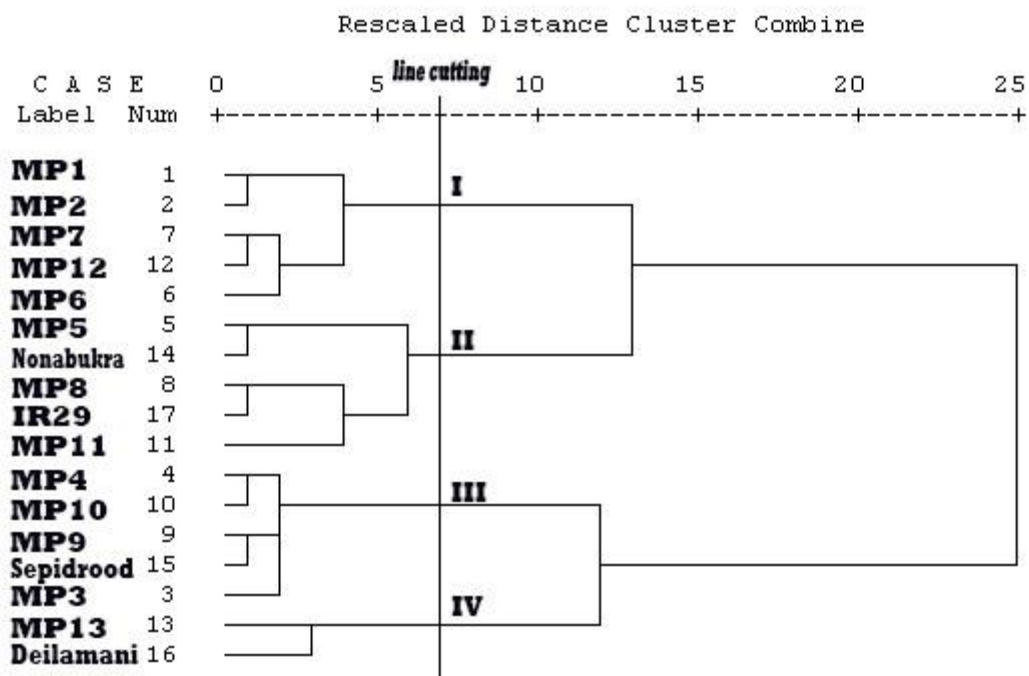 Rescaled Distance Cluster Combine
line cutting
C A S E 0 5 10 15 20 25
Label Num +---------+---------+---------+---------+---------+
MP1 1
I
MP2 2
MP7 7
MP12 12
MP6 6
MP5 5
II
Nonabukra 14
MP8 8
IR29 17
MP11 11
MP4 4
III
MP10 10
MP9 9
Sepidrood 15
MP3 3
IV
MP13 13
Deilamani 16